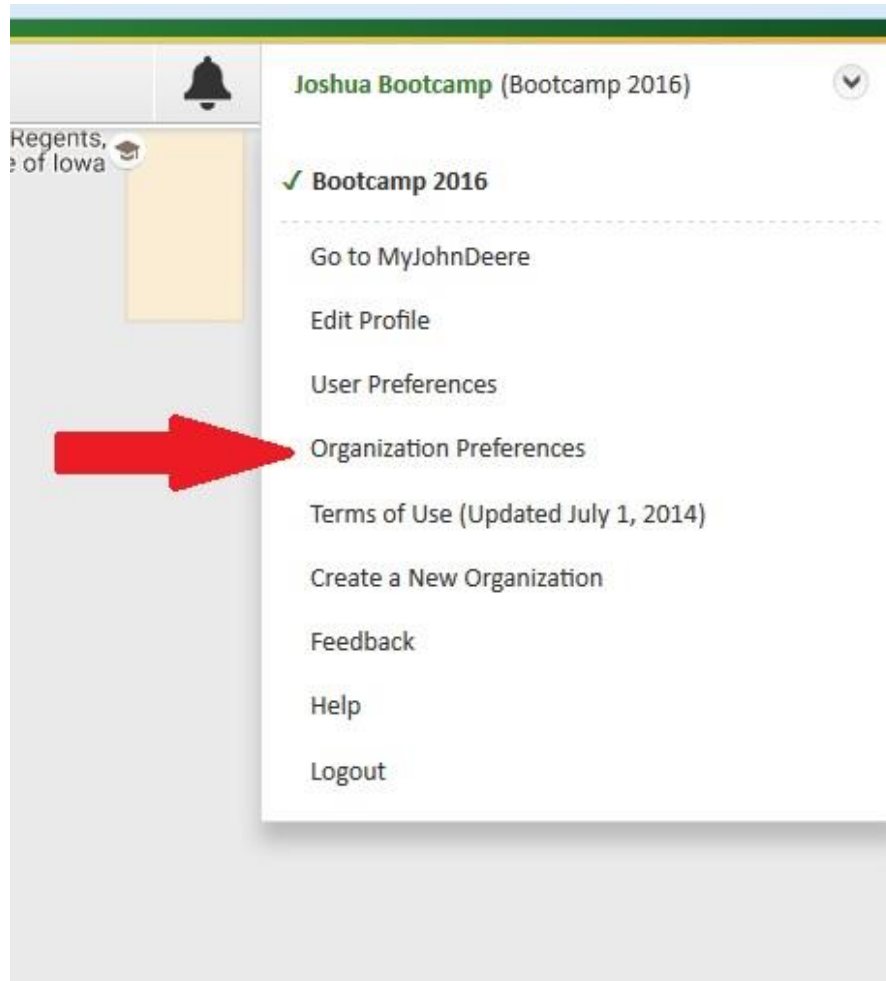 Joshua Bootcamp (Bootcamp 2016)
Regents,
of Iowa
✓ Bootcamp 2016
Go to MyJohnDeere
Edit Profile
User Preferences
Organization Preferences
Terms of Use (Updated July 1, 2014)
Create a New Organization
Feedback
Help
Logout